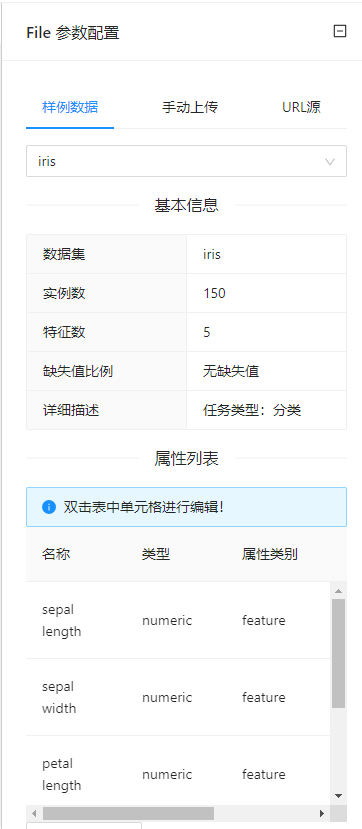 File 参数配置
样例数据 手动上传 URL源
iris
基本信息
数据集 iris
实例数 150
特征数 5
缺失值比例 无缺失值
详细描述 任务类型：分类
属性列表
双击表中单元格进行编辑！
名称 类型 属性类别
sepal
length numeric feature
sepal
width numeric feature
petal
length numeric feature